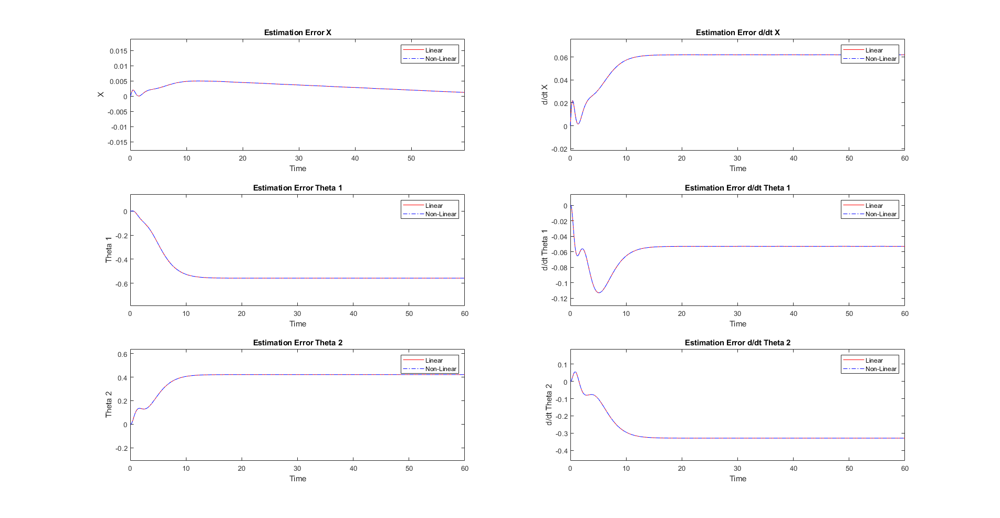 Estimation Error X
X
0.015
0.01
0.005
0
-0.005
-0.01
-0.015
Linear
Non-Linear
0 10 20 30 40 50
Time
Estimation Error d/dt X
d/dt X
0.06
0.04
0.02
0
-0.02
Linear
Non-Linear
0 10 20 30 40 50 60
Time
Estimation Error Theta 1
Theta 1
0
-0.2
-0.4
-0.6
Linear
Non-Linear
0 10 20 30 40 50 60
Time
Estimation Error d/dt Theta 1
d/dt Theta 1
0
-0.02
-0.04
-0.06
-0.08
-0.1
-0.12
Linear
Non-Linear
0 10 20 30 40 50 60
Time
Estimation Error Theta 2
Theta 2
0.6
0.4
0.2
0
-0.2
Linear
Non-Linear
0 10 20 30 40 50 60
Time
Estimation Error d/dt Theta 2
d/dt Theta 2
0.1
0
-0.1
-0.2
-0.3
-0.4
Linear
Non-Linear
0 10 20 30 40 50 60
Time